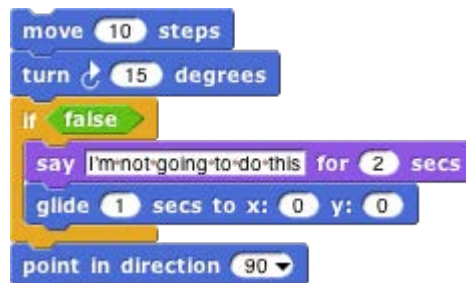 move 10 steps
turn 15 degrees
if false
say I'm not going to do this for 2 secs
glide 1 secs to x: 0 y: 0
point in direction 90